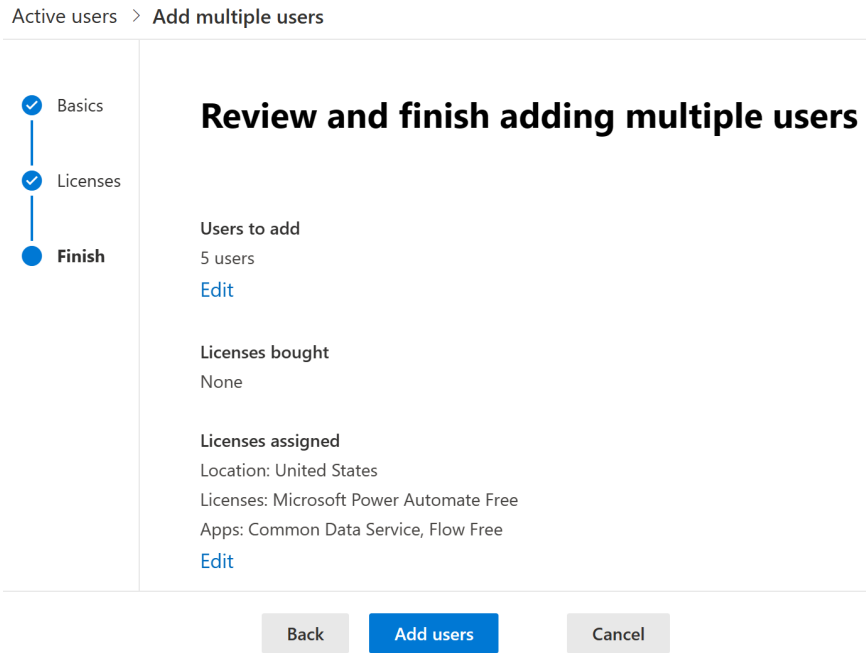 Active users > Add multiple users
Basics
Licenses
Finish
Review and finish adding multiple users
Users to add
5 users
Edit
Licenses bought
None
Licenses assigned
Location: United States
Licenses: Microsoft Power Automate Free
Apps: Common Data Service, Flow Free
Edit
Back
Add users
Cancel